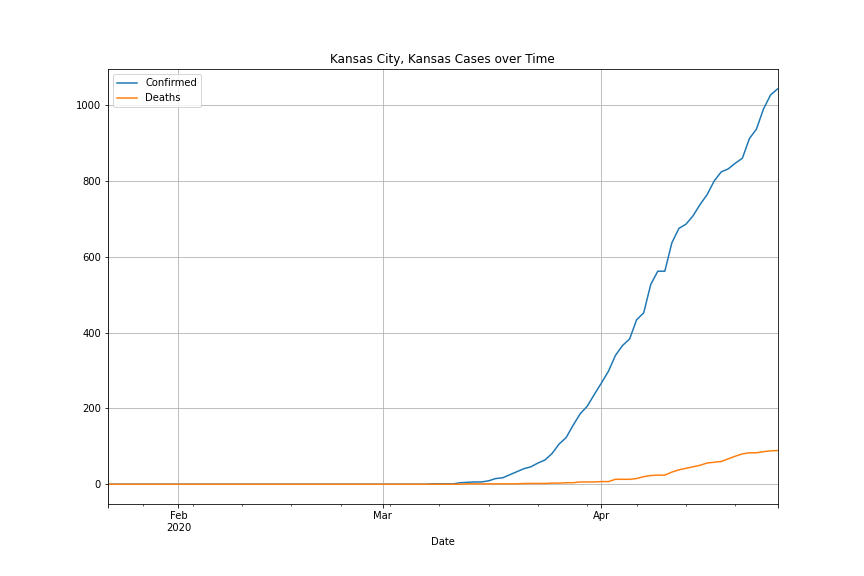 Kansas City, Kansas Cases over Time
Confirmed
Deaths
1000
800
600
400
200
0
Feb
2020
Mar
Apr
Date